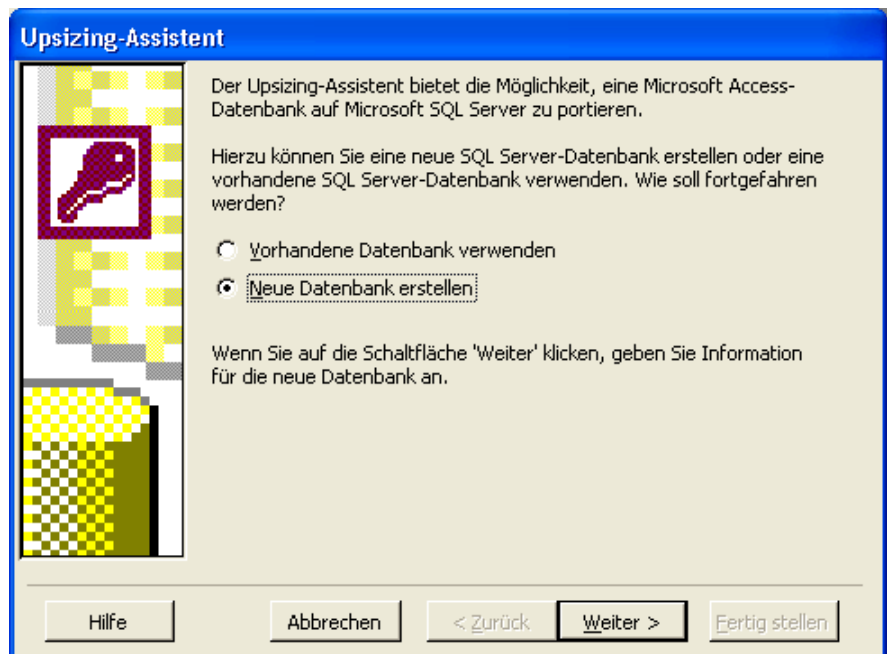 Upsizing-Assistent
Der Upsizing-Assistent bietet die Möglichkeit, eine Microsoft Access-
Datenbank auf Microsoft SQL Server zu portieren.
Hierzu können Sie eine neue SQL Server-Datenbank erstellen oder eine
vorhandene SQL Server-Datenbank verwenden. Wie soll fortgefahren
werden?
Vorhandene Datenbank verwenden
Neue Datenbank erstellen
Wenn Sie auf die Schaltfläche 'Weiter' klicken, geben Sie Information
für die neue Datenbank an.
Hilfe Abbrechen < Zurück Weiter > Fertig stellen